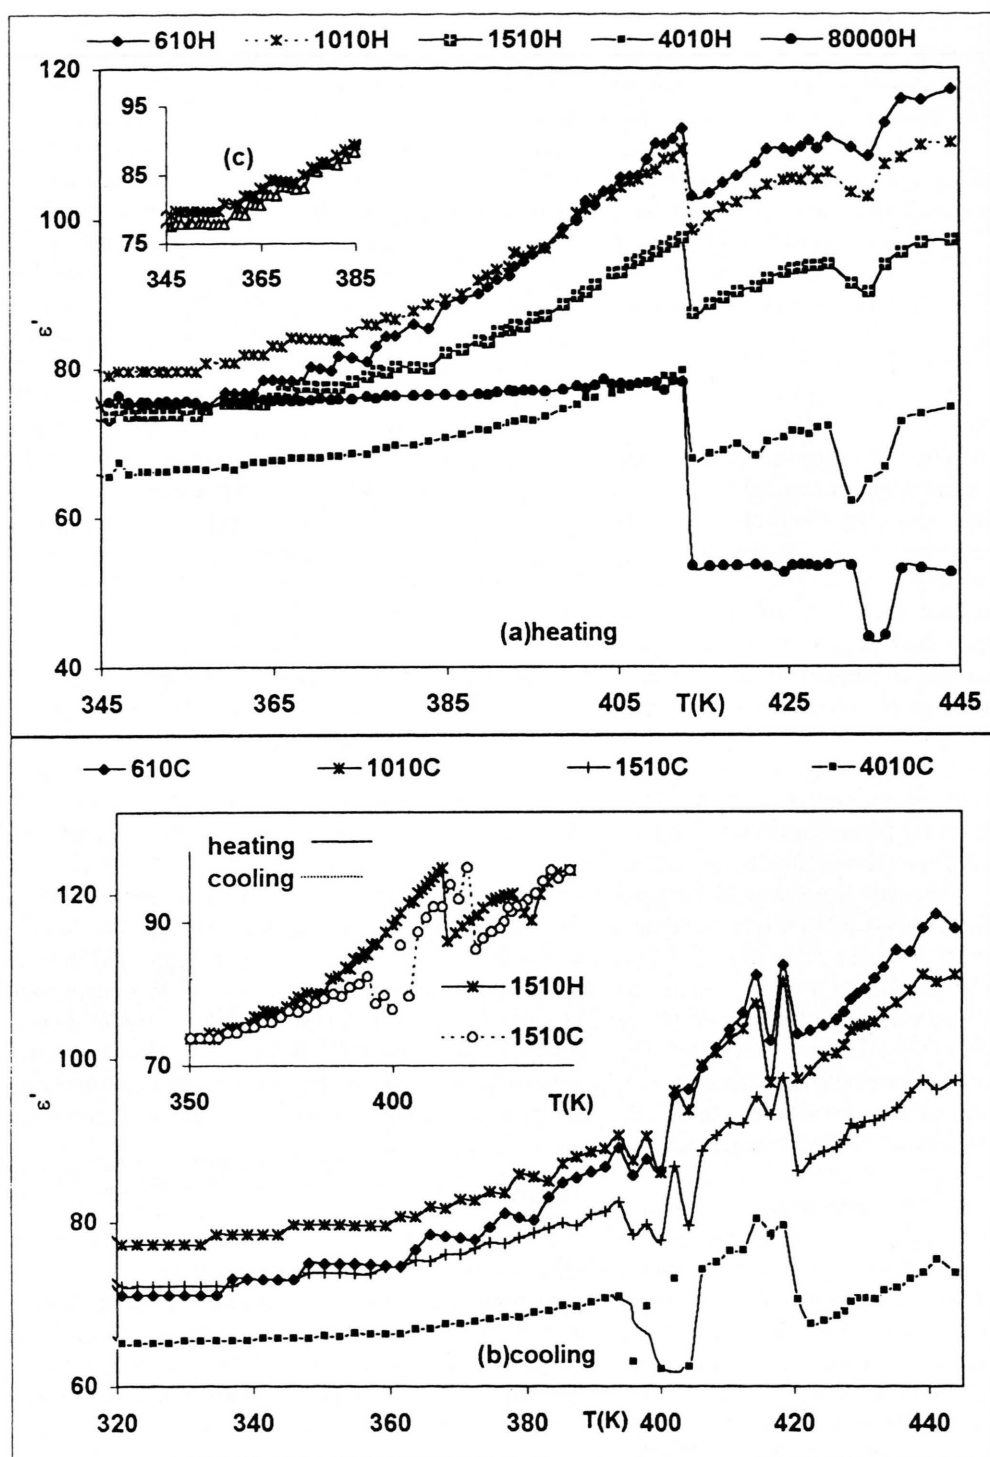 610H 1010H 1510H 4010H 80000H
120
95
(c)
85
100
75
345 365 385
ε'
80
60
(a)heating
40
345 365 385 405 T(K) 425 445
610C 1010C 1510C 4010C
heating
cooling
120
90
1510H
100
1510C
70
350 400 T(K)
ε'
80
(b)cooling
60
320 340 360 380 T(K) 400 420 440